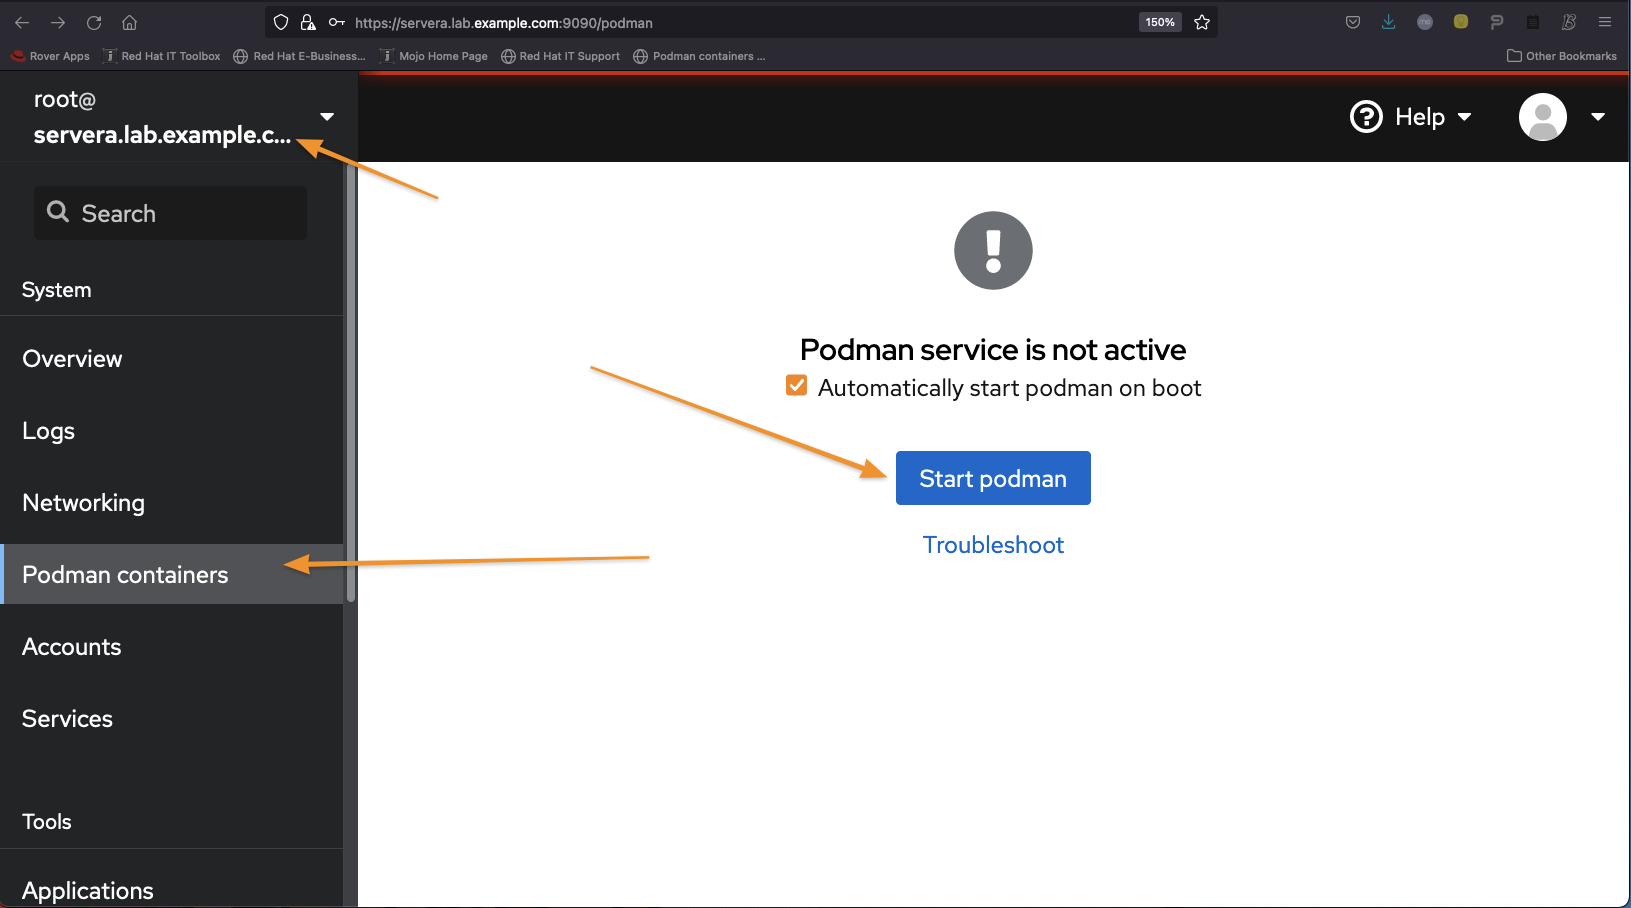 https://servera.lab.example.com:9090/podman
150%
Rover Apps
Red Hat IT Toolbox
Red Hat E-Business...
Mojo Home Page
Red Hat IT Support
Podman containers ...
Other Bookmarks
root@
servera.lab.example.c...
Help
Search
System
Overview
Logs
Networking
Podman containers
Accounts
Services
Tools
Applications
Podman service is not active
Automatically start podman on boot
Start podman
Troubleshoot